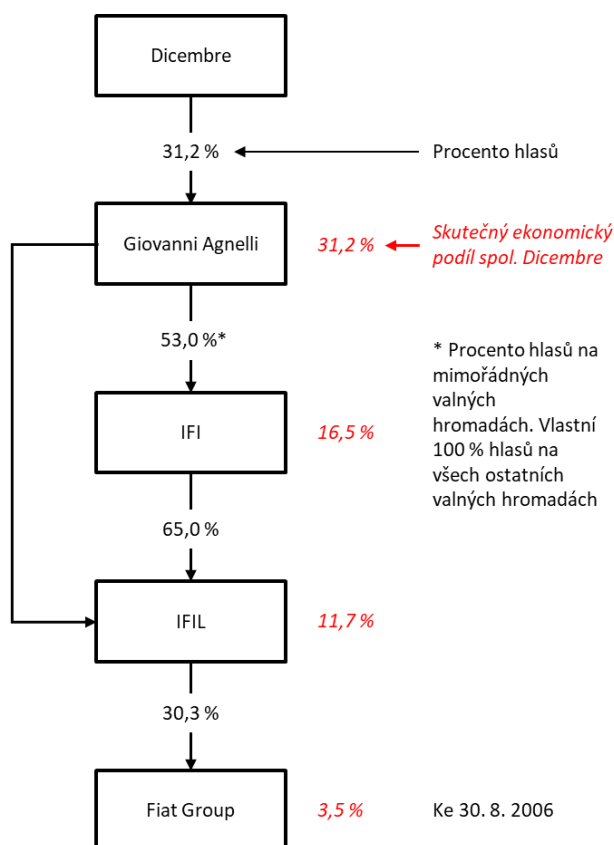 Dicembre
31,2 %
Procento hlasů
Giovanni Agnelli
31,2 %
Skutečný ekonomický
podíl spol. Dicembre
53,0 %*
* Procento hlasů na
mimořádných
valných
hromadách. Vlastní
100 % hlasů na
všech ostatních
valných hromadách
IFI
16,5 %
65,0 %
IFIL
11,7 %
30,3 %
Fiat Group
3,5 %
Ke 30. 8. 2006